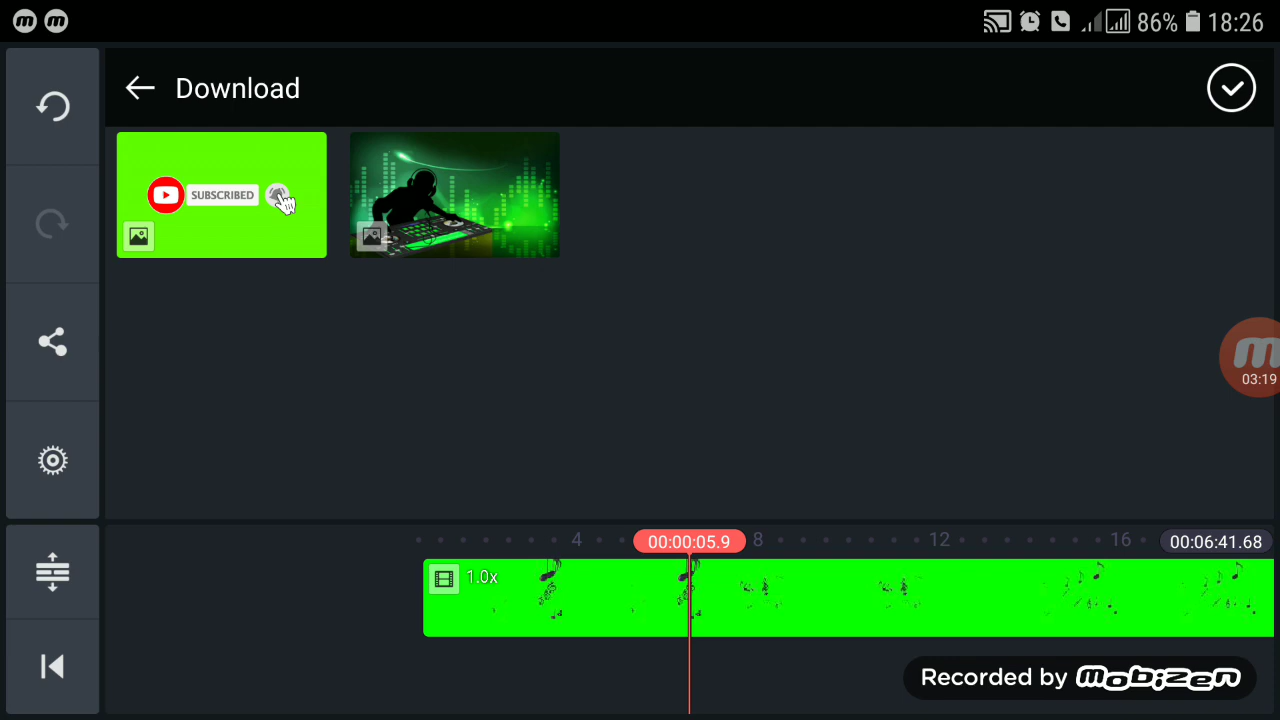 m m 86% 18:26
Download
SUBSCRIBED
m
03:19
4 00:00:05.9 8 12 16 00:06:41.68
1.0x
Recorded by mobizen